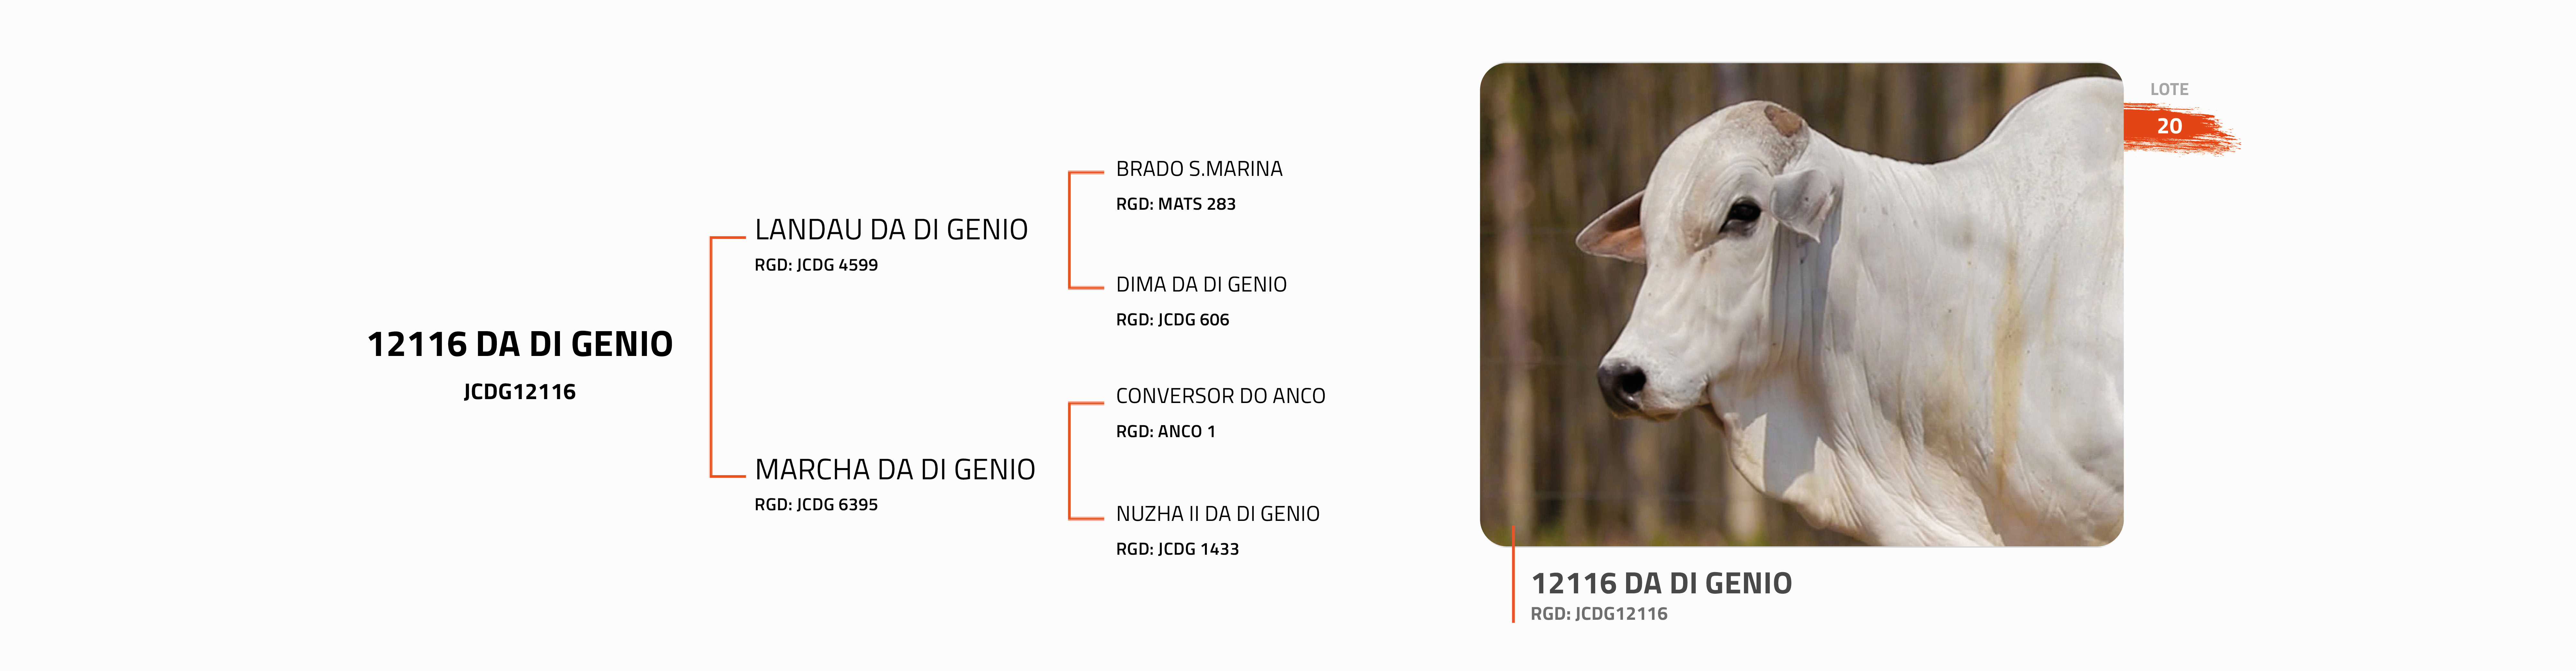 12116 DA DI GENIO
JCDG12116
LANDAU DA DI GENIO
RGD: JCDG 4599
MARCHA DA DI GENIO
RGD: JCDG 6395
BRADO S.MARINA
RGD: MATS 283
DIMA DA DI GENIO
RGD: JCDG 606
CONVERSOR DO ANCO
RGD: ANCO 1
NUZHA II DA DI GENIO
RGD: JCDG 1433
LOTE
20
12116 DA DI GENIO
RGD: JCDG12116